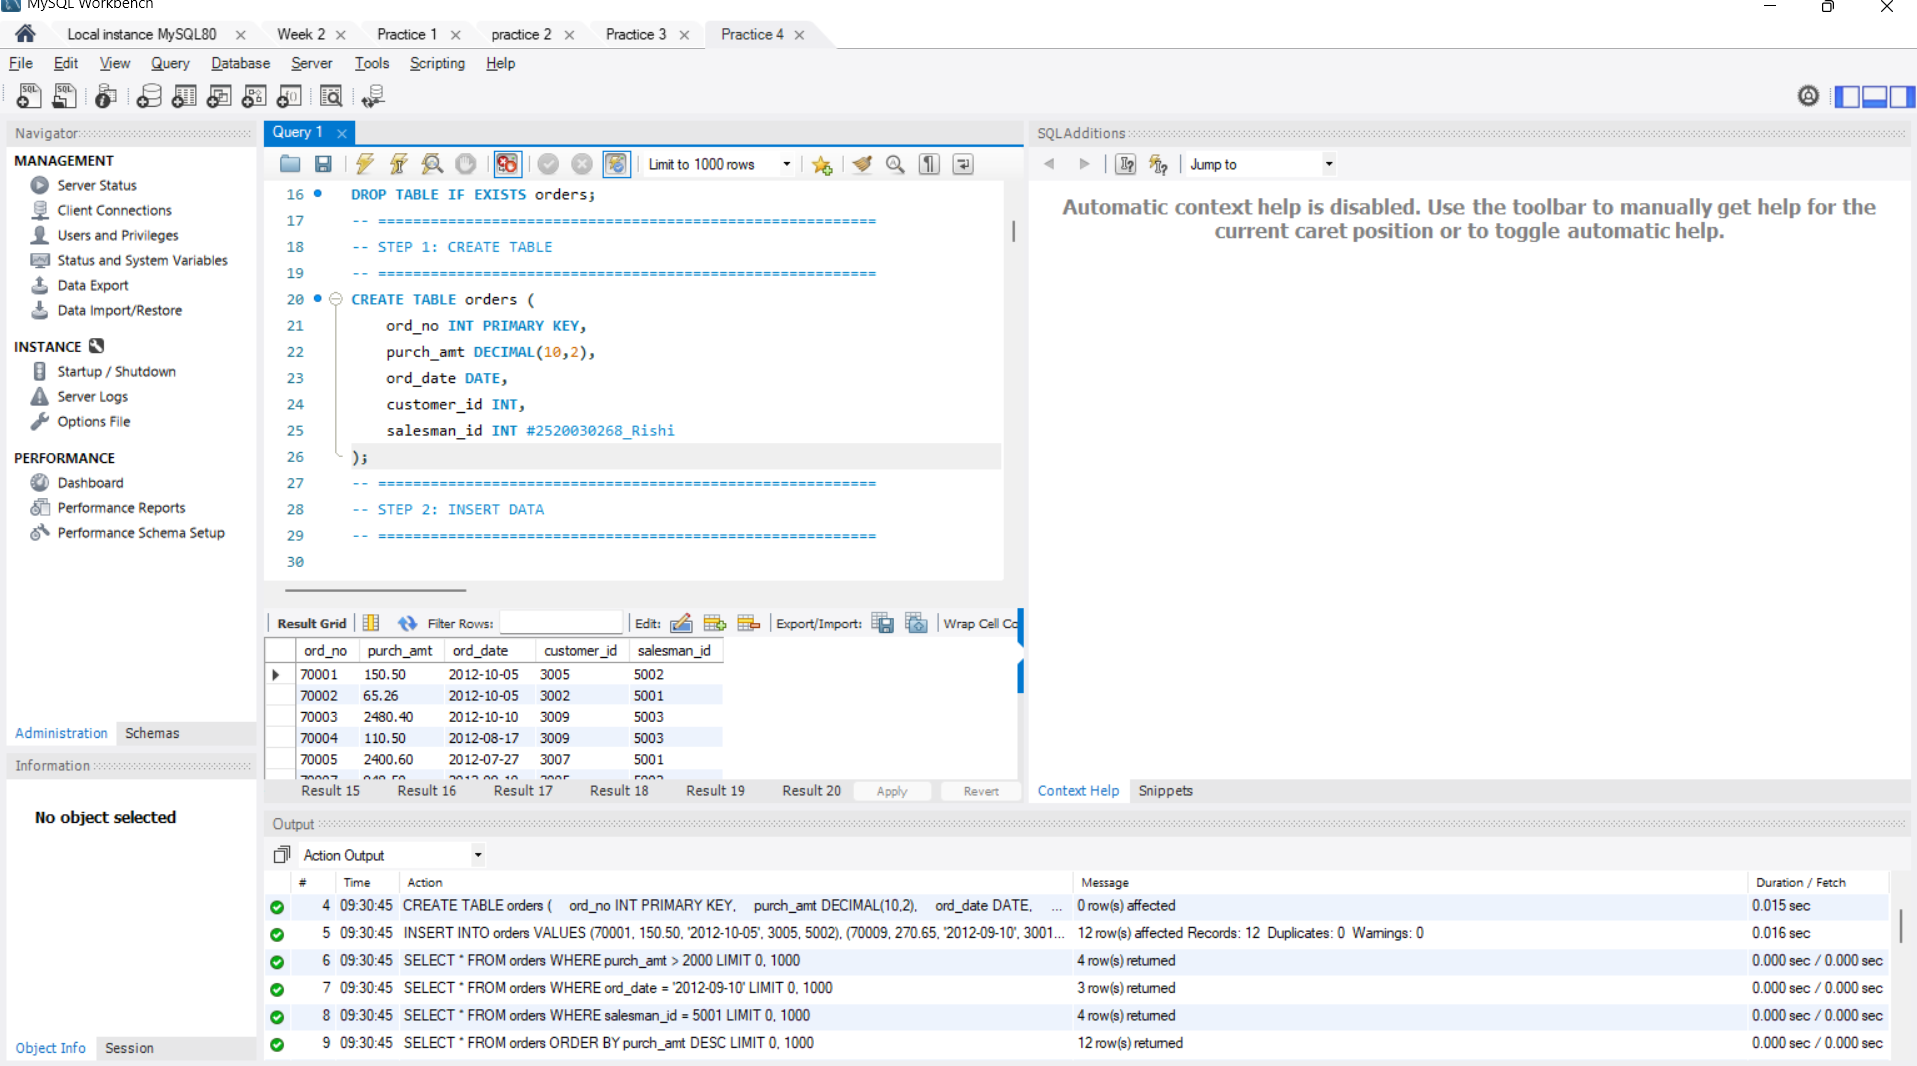 MySQL Workbench
Local instance MySQL80 Week 2 Practice 1 practice 2 Practice 3 Practice 4
File Edit View Query Database Server Tools Scripting Help
Navigator
MANAGEMENT
Server Status
Client Connections
Users and Privileges
Status and System Variables
Data Export
Data Import/Restore
INSTANCE
Startup / Shutdown
Server Logs
Options File
PERFORMANCE
Dashboard
Performance Reports
Performance Schema Setup
Administration Schemas
Information
No object selected
Object Info Session
Query 1
Limit to 1000 rows
16 DROP TABLE IF EXISTS orders;
17 -- =========================================================
18 -- STEP 1: CREATE TABLE
19 -- =========================================================
20 CREATE TABLE orders (
21 ord_no INT PRIMARY KEY,
22 purch_amt DECIMAL(10,2),
23 ord_date DATE,
24 customer_id INT,
25 salesman_id INT #2520030268_Rishi
26 );
27 -- =========================================================
28 -- STEP 2: INSERT DATA
29 -- =========================================================
30
Result Grid Filter Rows: Edit: Export/Import: Wrap Cell Co
ord_no purch_amt ord_date customer_id salesman_id
70001 150.50 2012-10-05 3005 5002
70002 65.26 2012-10-05 3002 5001
70003 2480.40 2012-10-10 3009 5003
70004 110.50 2012-08-17 3009 5003
70005 2400.60 2012-07-27 3007 5001
Result 15 Result 16 Result 17 Result 18 Result 19 Result 20 Apply Revert
SQLAdditions
Jump to
Automatic context help is disabled. Use the toolbar to manually get help for the
current caret position or to toggle automatic help.
Context Help Snippets
Output
Action Output
# Time Action Message Duration / Fetch
4 09:30:45 CREATE TABLE orders ( ord_no INT PRIMARY KEY, purch_amt DECIMAL(10,2), ord_date DATE, ... 0 row(s) affected 0.015 sec
5 09:30:45 INSERT INTO orders VALUES (70001, 150.50, '2012-10-05', 3005, 5002), (70009, 270.65, '2012-09-10', 3001... 12 row(s) affected Records: 12 Duplicates: 0 Warnings: 0 0.016 sec
6 09:30:45 SELECT * FROM orders WHERE purch_amt > 2000 LIMIT 0, 1000 4 row(s) returned 0.000 sec / 0.000 sec
7 09:30:45 SELECT * FROM orders WHERE ord_date = '2012-09-10' LIMIT 0, 1000 3 row(s) returned 0.000 sec / 0.000 sec
8 09:30:45 SELECT * FROM orders WHERE salesman_id = 5001 LIMIT 0, 1000 4 row(s) returned 0.000 sec / 0.000 sec
9 09:30:45 SELECT * FROM orders ORDER BY purch_amt DESC LIMIT 0, 1000 12 row(s) returned 0.000 sec / 0.000 sec